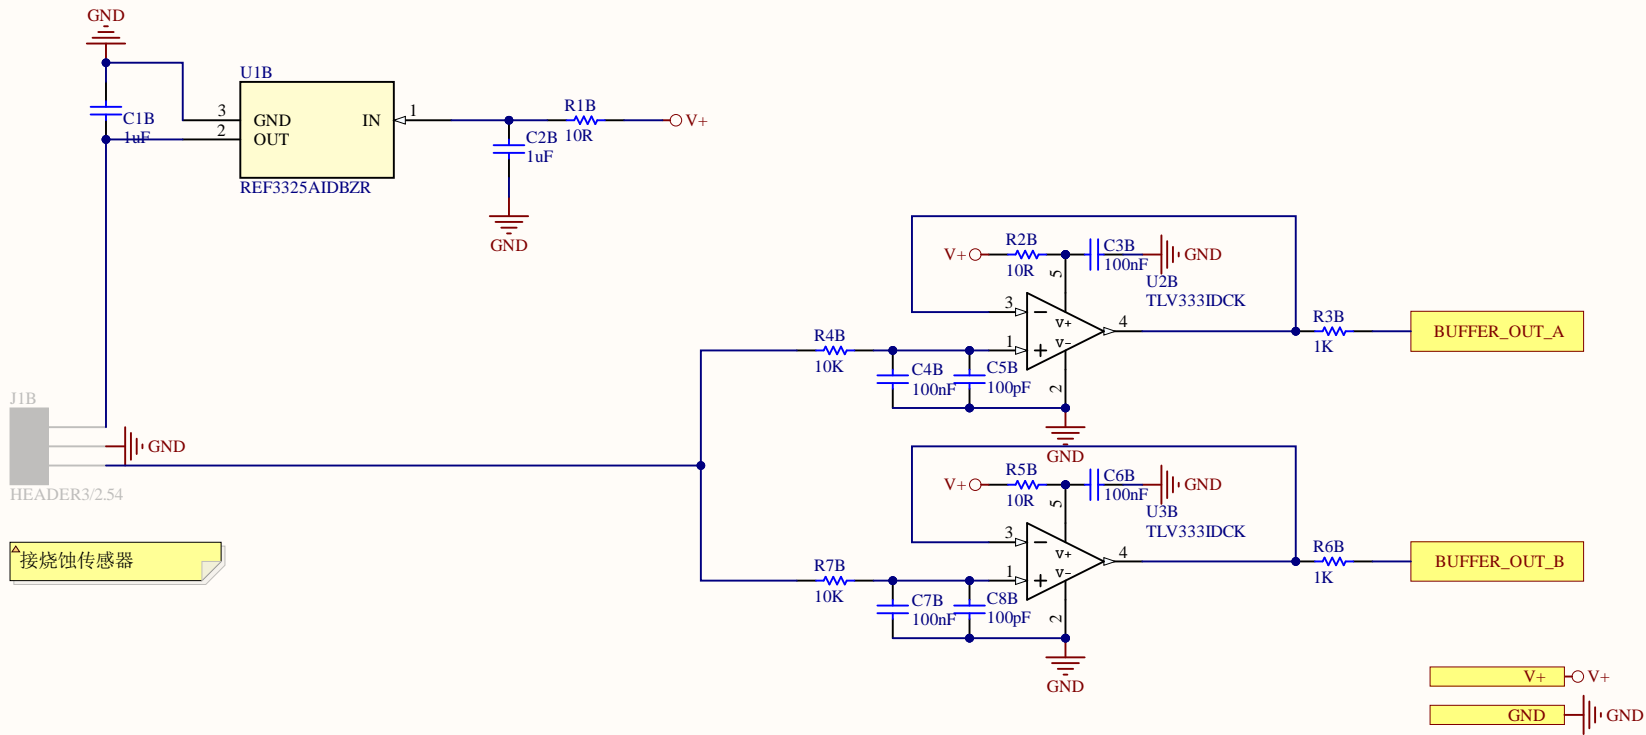 GND
U1B
C1B
1uF
3
GND
2
OUT
IN
1
REF3325AIDBZR
R1B
10R
V+
C2B
1uF
GND
V+
R2B
10R
C3B
100nF
GND
5
U2B
TLV333IDCK
3
V+
4
R3B
1K
BUFFER_OUT_A
R4B
10K
1
V-
C4B
100nF
C5B
100pF
2
GND
J1B
GND
HEADER3/2.54
接烧蚀传感器
V+
R5B
10R
C6B
100nF
GND
5
U3B
TLV333IDCK
3
V+
4
R6B
1K
BUFFER_OUT_B
R7B
10K
1
V-
C7B
100nF
C8B
100pF
2
GND
V+
V+
GND
GND